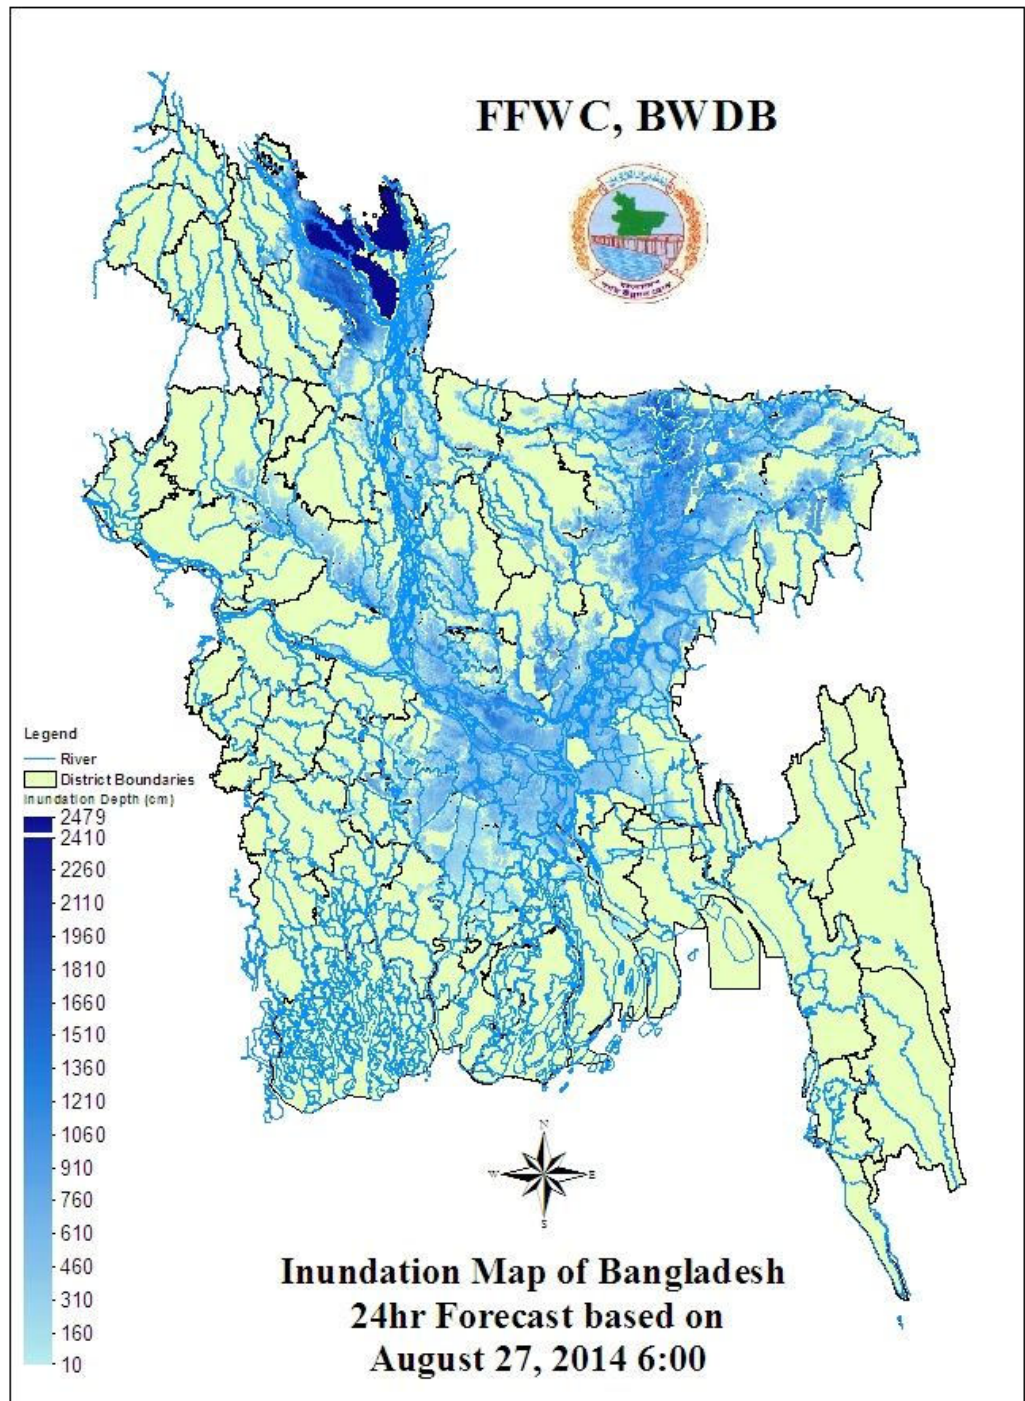 FFWC, BWDB
Legend
River
District Boundaries
Inundation Depth (cm)
2479
2410
2260
2110
1960
1810
1660
1510
1360
1210
1060
910
760
610
460
310
160
10
N
W
E
S
Inundation Map of Bangladesh
24hr Forecast based on
August 27, 2014 6:00